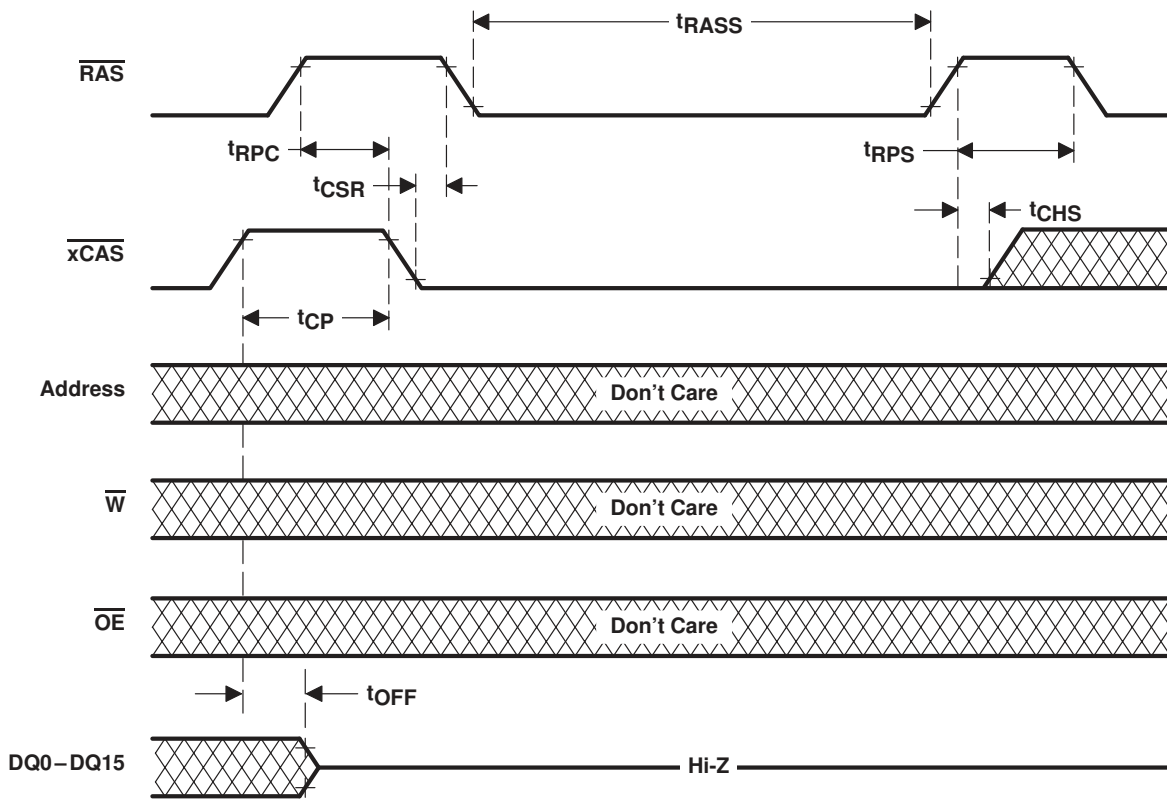 tRASS
RAS
tRPC
tRPS
tCSR
tCHS
xCAS
tCP
Address
Don't Care
W
Don't Care
OE
Don't Care
tOFF
DQ0–DQ15
Hi-Z